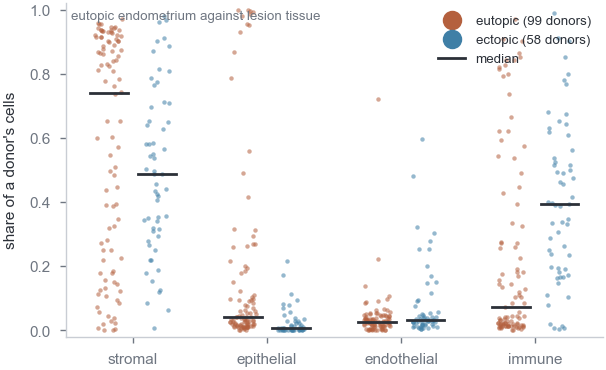 eutopic endometrium against lesion tissue
eutopic (99 donors)
ectopic (58 donors)
median
share of a donor's cells
1.0
0.8
0.6
0.4
0.2
0.0
stromal
epithelial
endothelial
immune